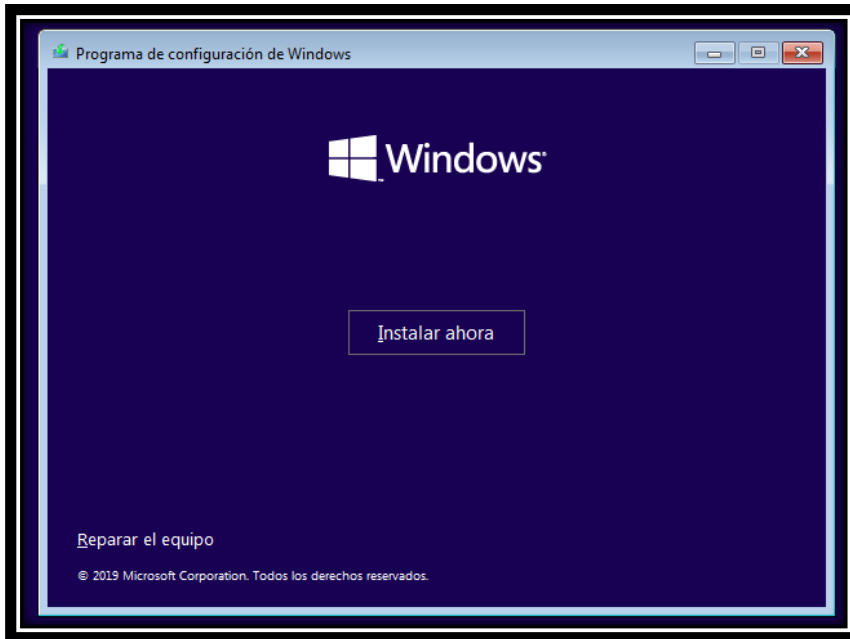 Programa de configuración de Windows
Windows
Instalar ahora
Reparar el equipo
© 2019 Microsoft Corporation. Todos los derechos reservados.